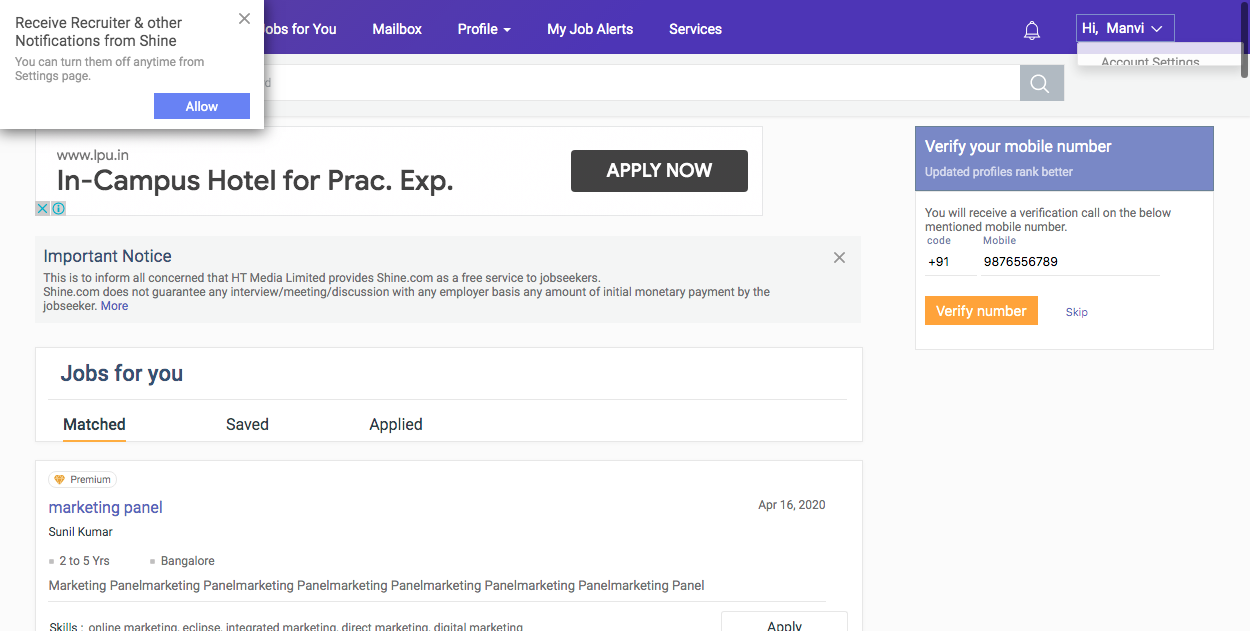 Receive Recruiter & other
Notifications from Shine
You can turn them off anytime from
Settings page.
Allow
Jobs for You
Mailbox
Profile
My Job Alerts
Services
Hi, Manvi
Account Settings
www.lpu.in
In-Campus Hotel for Prac. Exp.
APPLY NOW
Important Notice
This is to inform all concerned that HT Media Limited provides Shine.com as a free service to jobseekers.
Shine.com does not guarantee any interview/meeting/discussion with any employer basis any amount of initial monetary payment by the
jobseeker. More
Verify your mobile number
Updated profiles rank better
You will receive a verification call on the below
mentioned mobile number.
code Mobile
+91 9876556789
Verify number Skip
Jobs for you
Matched Saved Applied
Premium
marketing panel
Apr 16, 2020
Sunil Kumar
2 to 5 Yrs Bangalore
Marketing Panelmarketing Panelmarketing Panelmarketing Panelmarketing Panelmarketing Panelmarketing Panel
Skills : online marketing, eclipse, integrated marketing, direct marketing, digital marketing
Apply